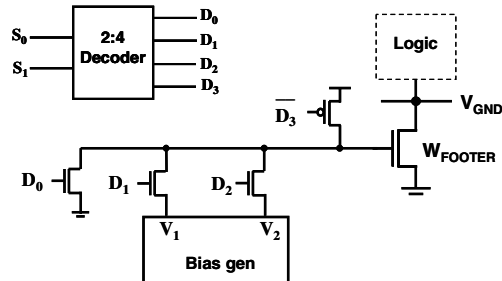 S0
S1
2:4
Decoder
D0
D1
D2
D3
Logic
VGND
D̅3
WFOOTER
D0
D1
D2
V1
V2
Bias gen